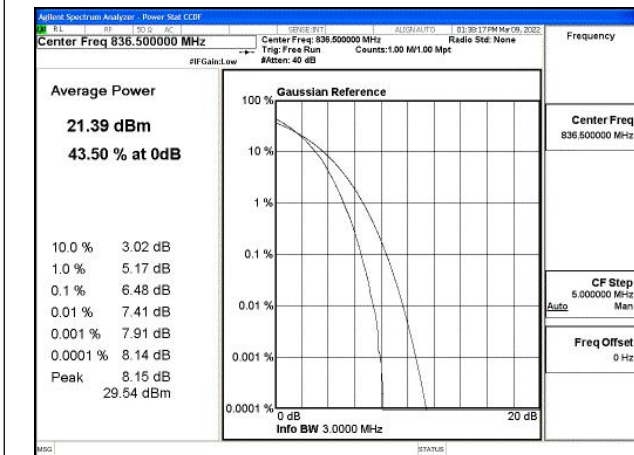 Agilent Spectrum Analyzer - Power Stat CCDF
RL RF 50 Ω AC SENSE:INT ALIGN AUTO 01:38:17 PM Mar 09, 2022
Center Freq 836.500000 MHz
Center Freq: 836.500000 MHz Radio Std: None
Trig: Free Run Counts:1.00 M/1.00 Mpt
#IFGain:Low #Atten: 40 dB
Frequency
Average Power
21.39 dBm
43.50 % at 0dB
10.0 % 3.02 dB
1.0 % 5.17 dB
0.1 % 6.48 dB
0.01 % 7.41 dB
0.001 % 7.91 dB
0.0001 % 8.14 dB
Peak 8.15 dB
29.54 dBm
Gaussian Reference
100 %
10 %
1 %
0.1 %
0.01 %
0.001 %
0.0001 %
0 dB 20 dB
Info BW 3.0000 MHz
Center Freq
836.500000 MHz
CF Step
5.000000 MHz
Auto Man
Freq Offset
0 Hz
MSG STATUS